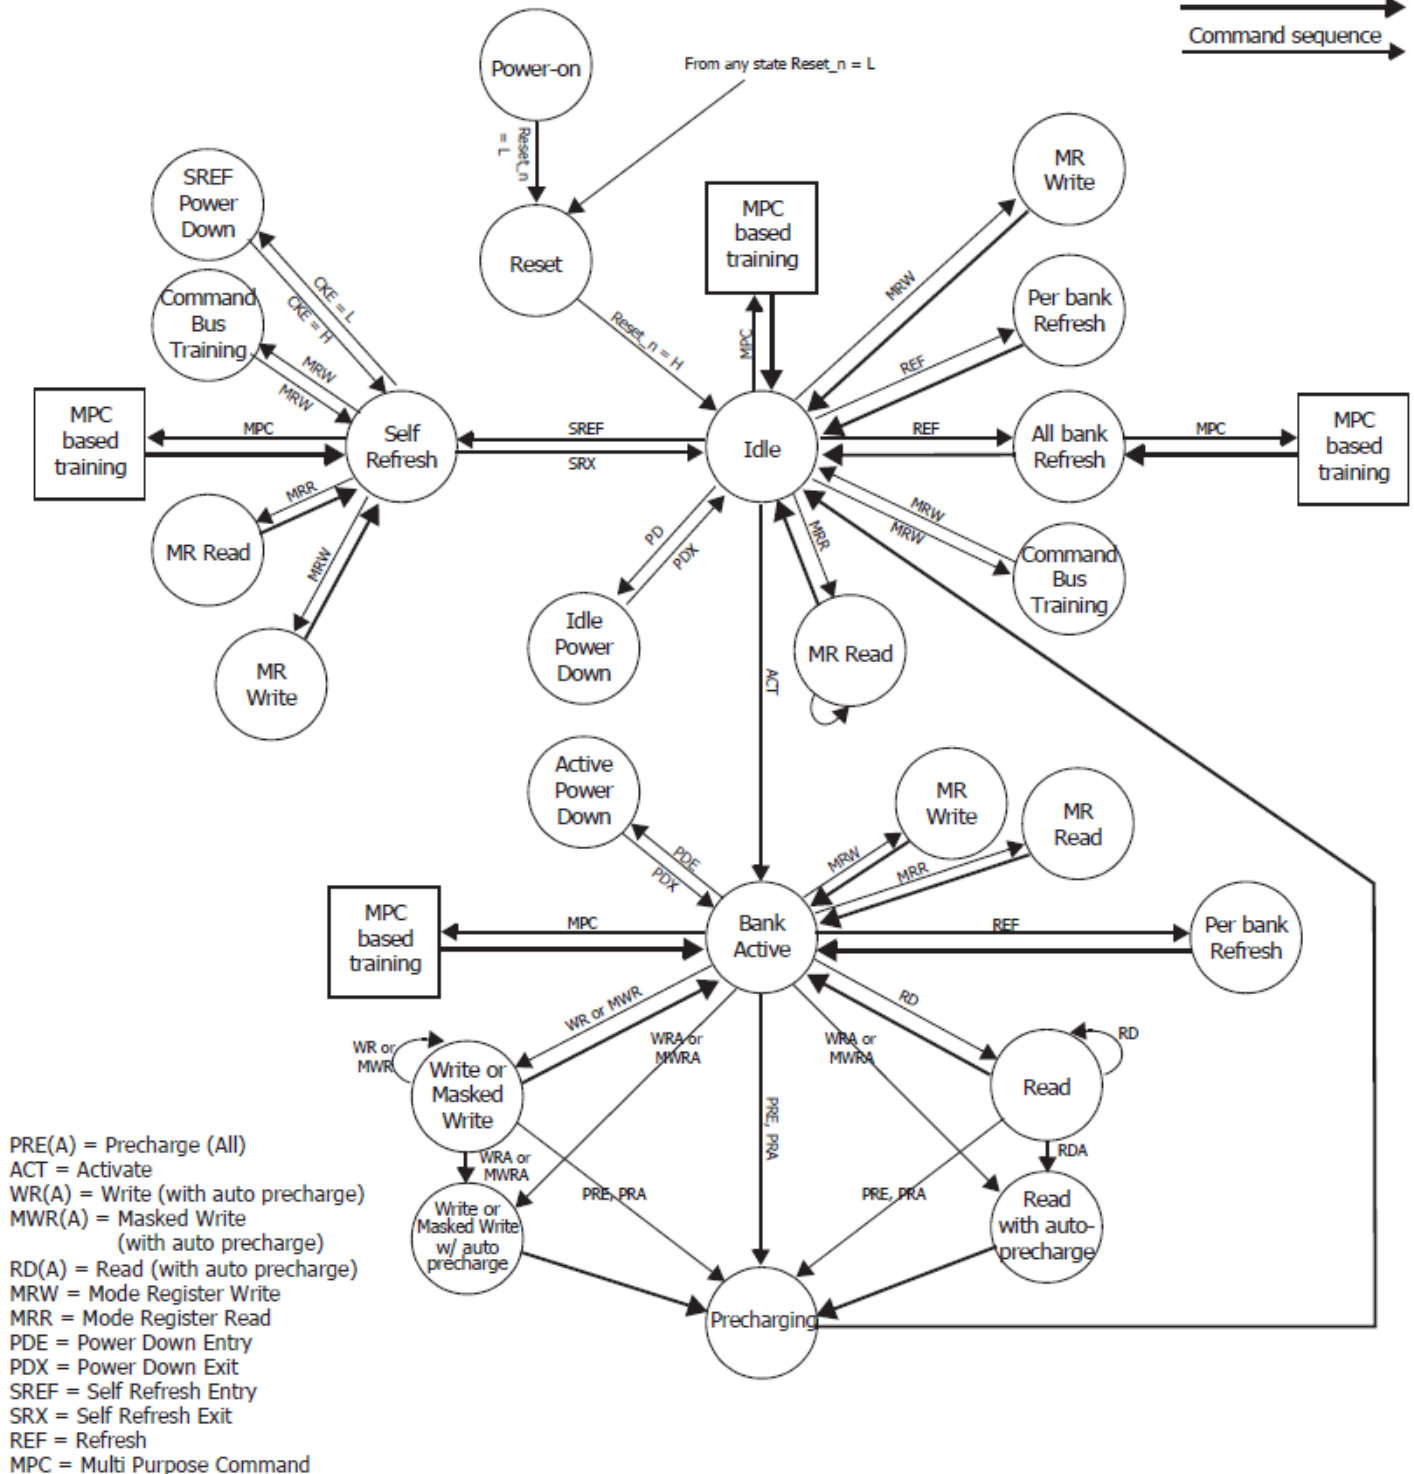 Command sequence
Power-on
From any state Reset_n = L
Reset_n
= L
Reset
Reset_n = H
SREF
Power
Down
CKE = L
CKE = H
Command
Bus
Training
MRW
MRW
MPC
based
training
MPC
Self
Refresh
MRR
MR Read
MRW
MR
Write
SREF
SRX
MPC
based
training
MPC
Idle
MRW
MR
Write
REF
Per bank
Refresh
REF
All bank
Refresh
MPC
MPC
based
training
MRW
MRW
Command
Bus
Training
PD
PDX
Idle
Power
Down
MRR
MR Read
ACT
Active
Power
Down
PDE
PDX
MRW
MR
Write
MRR
MR
Read
MPC
based
training
MPC
Bank
Active
REF
Per bank
Refresh
WR or MWR
WR or
MWR
Write or
Masked
Write
WRA or
MWRA
WRA or
MWRA
RD
RD
Read
PRE, PRA
WRA or
MWRA
Write or
Masked Write
w/ auto
precharge
PRE, PRA
PRE, PRA
RDA
Read
with auto-
precharge
Precharging
PRE(A) = Precharge (All)
ACT = Activate
WR(A) = Write (with auto precharge)
MWR(A) = Masked Write
(with auto precharge)
RD(A) = Read (with auto precharge)
MRW = Mode Register Write
MRR = Mode Register Read
PDE = Power Down Entry
PDX = Power Down Exit
SREF = Self Refresh Entry
SRX = Self Refresh Exit
REF = Refresh
MPC = Multi Purpose Command